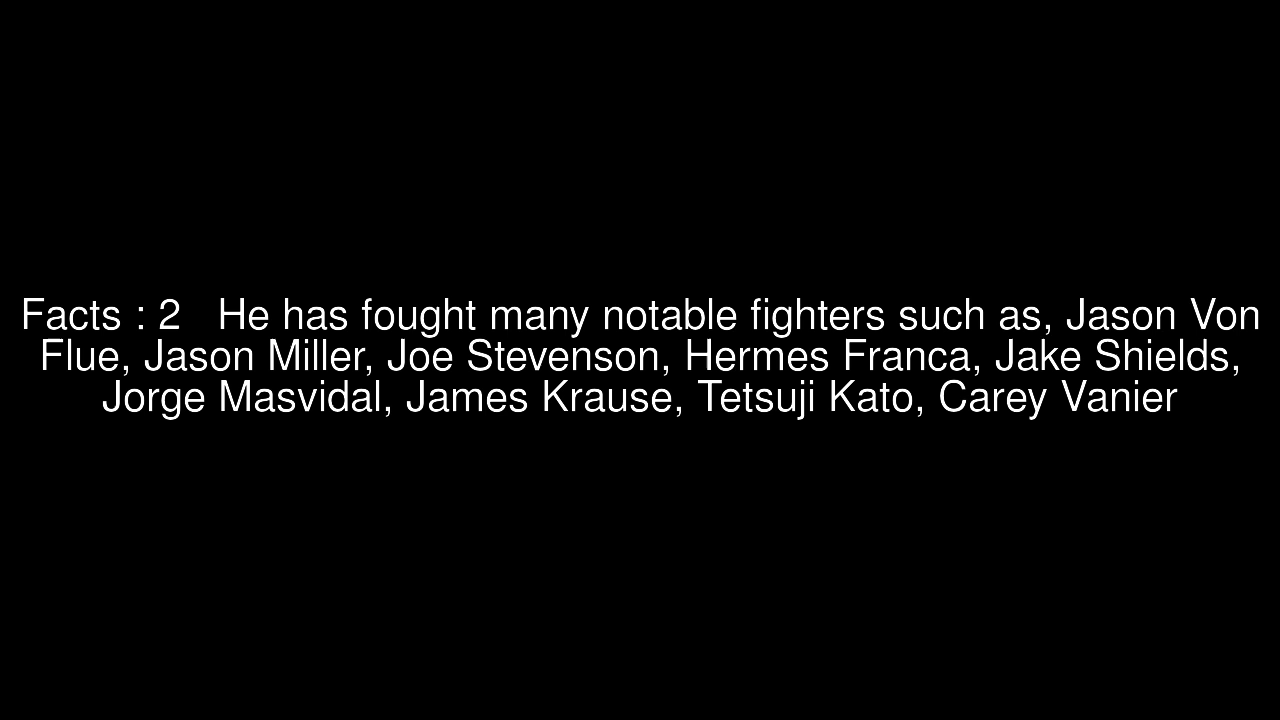 Facts : 2   He has fought many notable fighters such as, Jason Von
Flue, Jason Miller, Joe Stevenson, Hermes Franca, Jake Shields,
Jorge Masvidal, James Krause, Tetsuji Kato, Carey Vanier